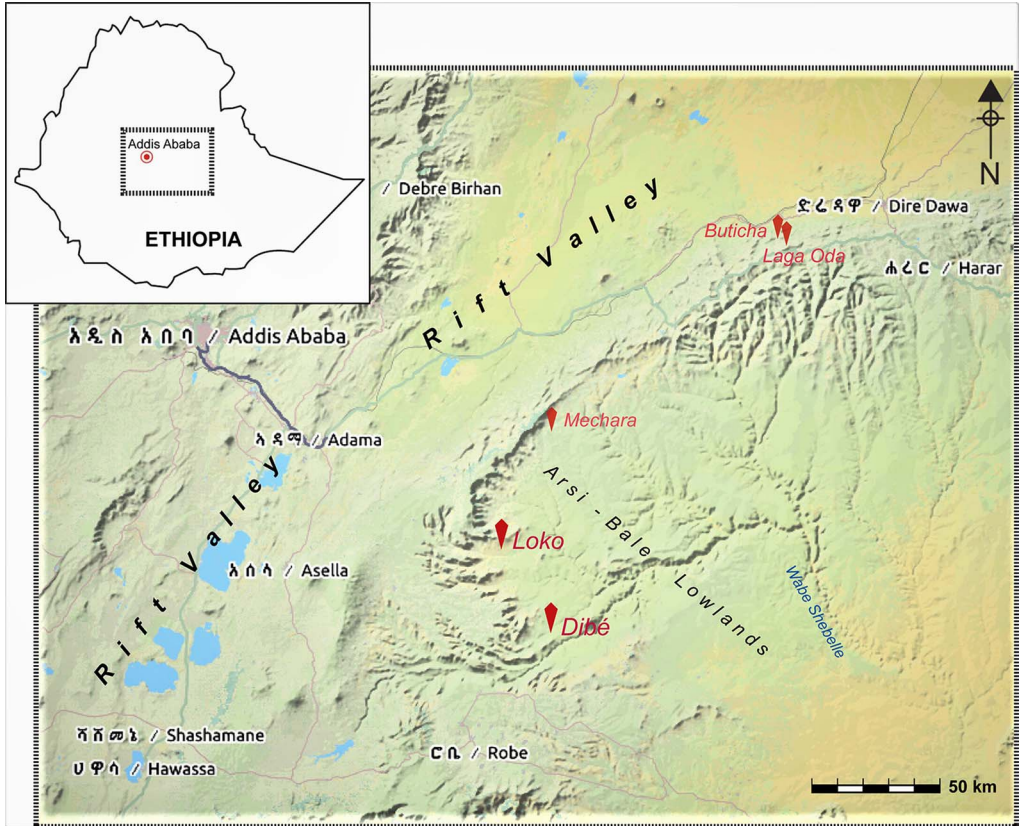 Addis Ababa
ETHIOPIA
/ Debre Birhan
N
Rift Valley
ድሬዳዋ / Dire Dawa
Buticha
Laga Oda
ሐረር / Harar
አዲስ አበባ / Addis Ababa
Mechara
አዳማ / Adama
Rift Valley
Arsi - Bale Lowlands
Loko
አሰላ / Asella
Wabe Shebelle
Dibé
ሻሸመኔ / Shashamane
ሀዋሳ / Hawassa
ሮቤ / Robe
50 km